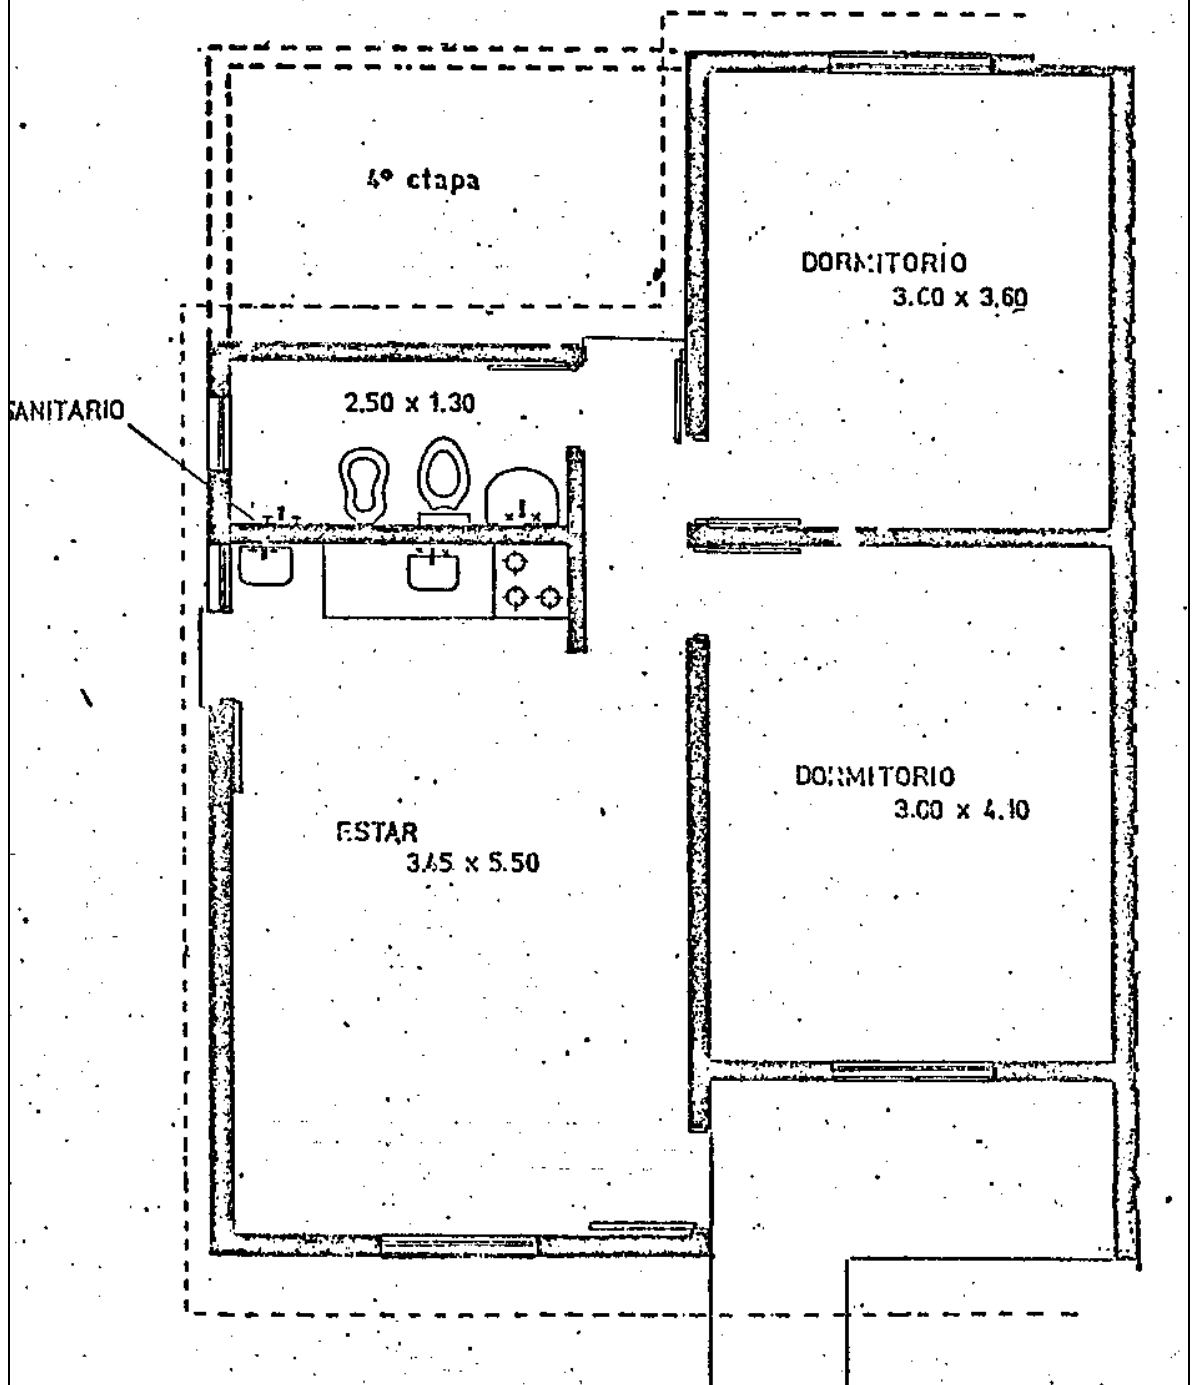 4º etapa
DORMITORIO
3.00 x 3.60
SANITARIO
2.50 x 1.30
DORMITORIO
3.00 x 4.10
ESTAR
3.45 x 5.50